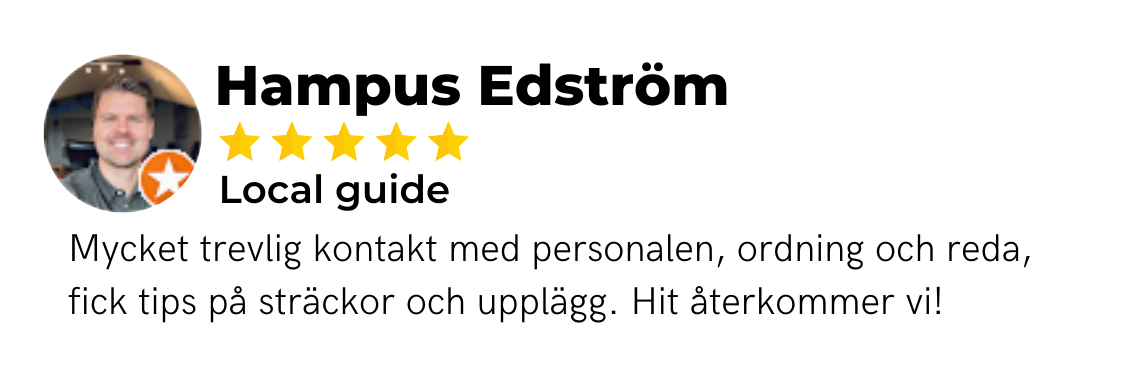 Hampus Edström
Local guide
Mycket trevlig kontakt med personalen, ordning och reda,
fick tips på sträckor och upplägg. Hit återkommer vi!